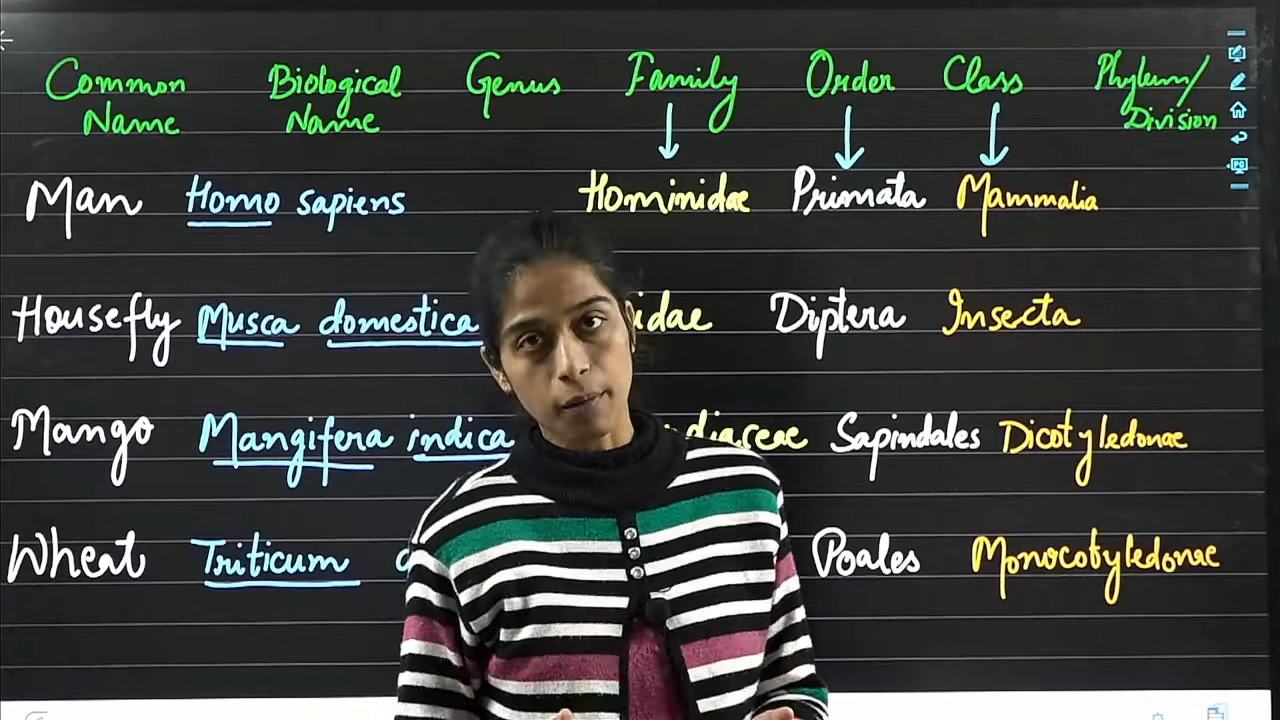 Common Name Biological Name Genus Family Order Class Phylum/ Division
Man Homo sapiens Hominidae Primata Mammalia
Housefly Musca domestica idae Diptera Insecta
Mango Mangifera indica diaceae Sapindales Dicotyledonae
Wheat Triticum Poales Monocotyledonae